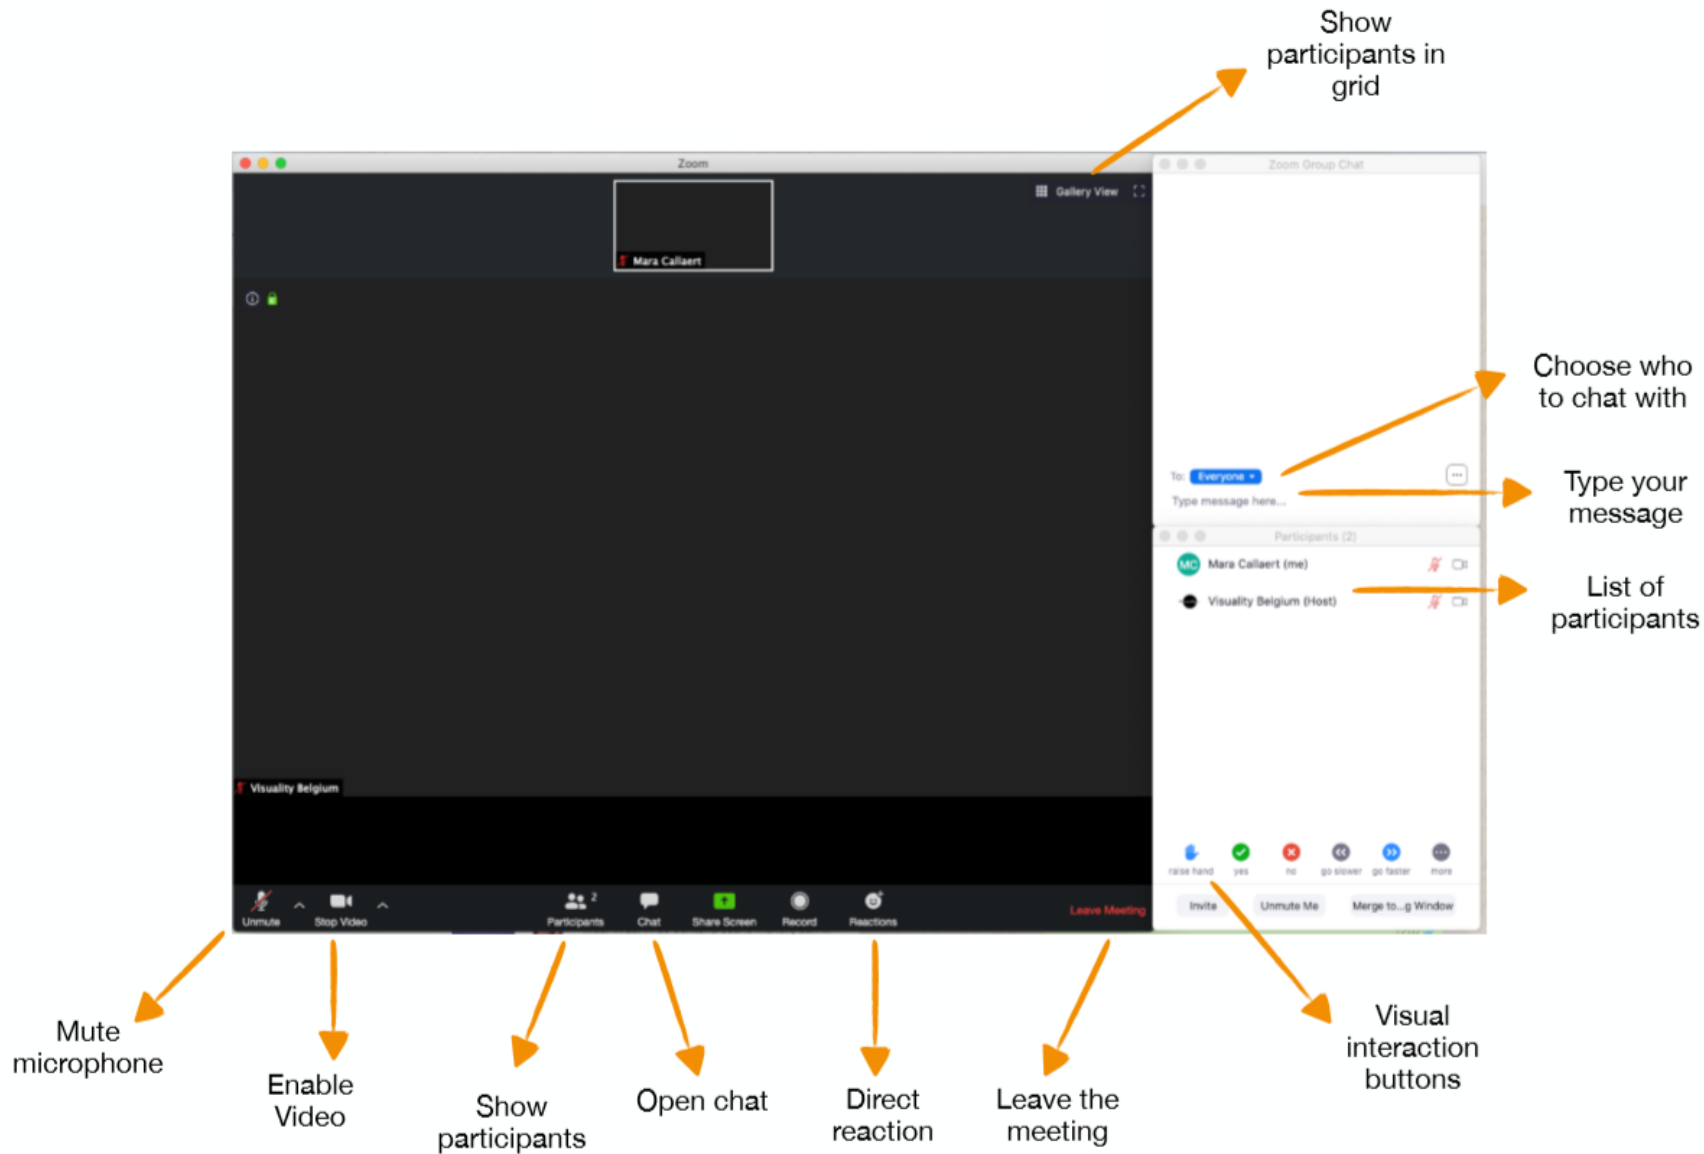 Show
participants in
grid
Zoom
Zoom Group Chat
Gallery View
Mara Callaert
Choose who
to chat with
To: Everyone
Type message here...
Type your
message
Participants (2)
MC Mara Callaert (me)
Visuality Belgium (Host)
List of
participants
Visuality Belgium
raise hand yes no go slower go faster more
Invite Unmute Me Merge to...g Window
Unmute Stop Video Participants 2 Chat Share Screen Record Reactions Leave Meeting
Mute
microphone
Enable
Video
Show
participants
Open chat
Direct
reaction
Leave the
meeting
Visual
interaction
buttons